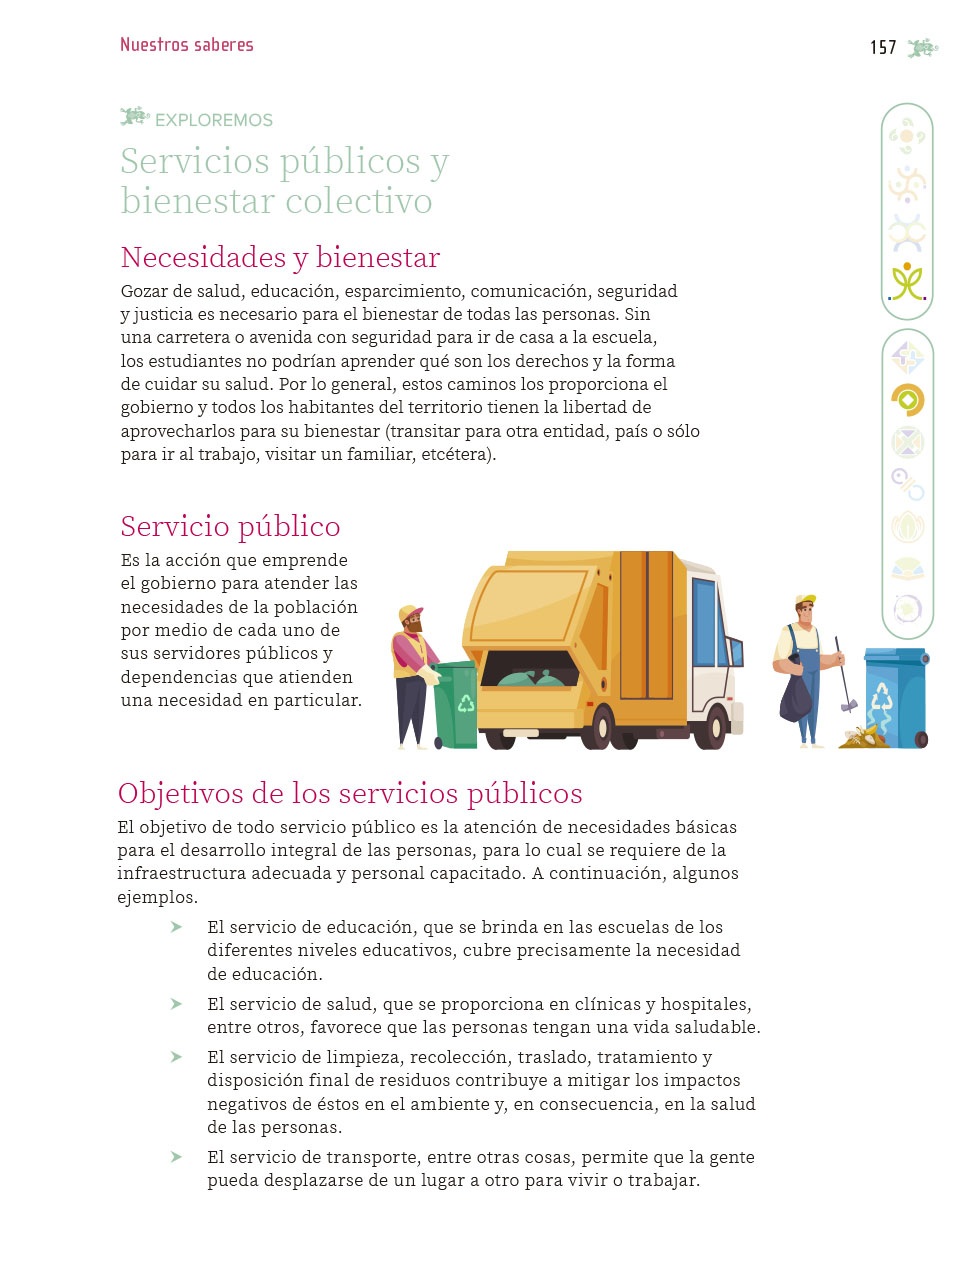 Nuestros saberes
157
EXPLOREMOS
Servicios públicos y
bienestar colectivo
Necesidades y bienestar
Gozar de salud, educación, esparcimiento, comunicación, seguridad
y justicia es necesario para el bienestar de todas las personas. Sin
una carretera o avenida con seguridad para ir de casa a la escuela,
los estudiantes no podrían aprender qué son los derechos y la forma
de cuidar su salud. Por lo general, estos caminos los proporciona el
gobierno y todos los habitantes del territorio tienen la libertad de
aprovecharlos para su bienestar (transitar para otra entidad, país o sólo
para ir al trabajo, visitar un familiar, etcétera).
Servicio público
Es la acción que emprende
el gobierno para atender las
necesidades de la población
por medio de cada uno de
sus servidores públicos y
dependencias que atienden
una necesidad en particular.
Objetivos de los servicios públicos
El objetivo de todo servicio público es la atención de necesidades básicas
para el desarrollo integral de las personas, para lo cual se requiere de la
infraestructura adecuada y personal capacitado. A continuación, algunos
ejemplos.
El servicio de educación, que se brinda en las escuelas de los
diferentes niveles educativos, cubre precisamente la necesidad
de educación.
El servicio de salud, que se proporciona en clínicas y hospitales,
entre otros, favorece que las personas tengan una vida saludable.
El servicio de limpieza, recolección, traslado, tratamiento y
disposición final de residuos contribuye a mitigar los impactos
negativos de éstos en el ambiente y, en consecuencia, en la salud
de las personas.
El servicio de transporte, entre otras cosas, permite que la gente
pueda desplazarse de un lugar a otro para vivir o trabajar.